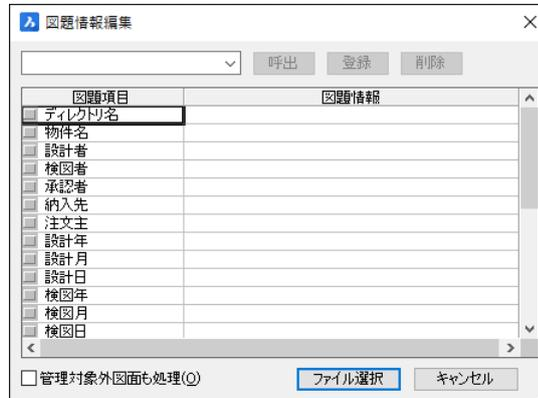 図題情報編集
呼出 登録 削除
図題項目 図題情報
ディレクトリ名
物件名
設計者
検図者
承認者
納入先
注文主
設計年
設計月
設計日
検図年
検図月
検図日
管理対象外図面も処理(O) ファイル選択 キャンセル